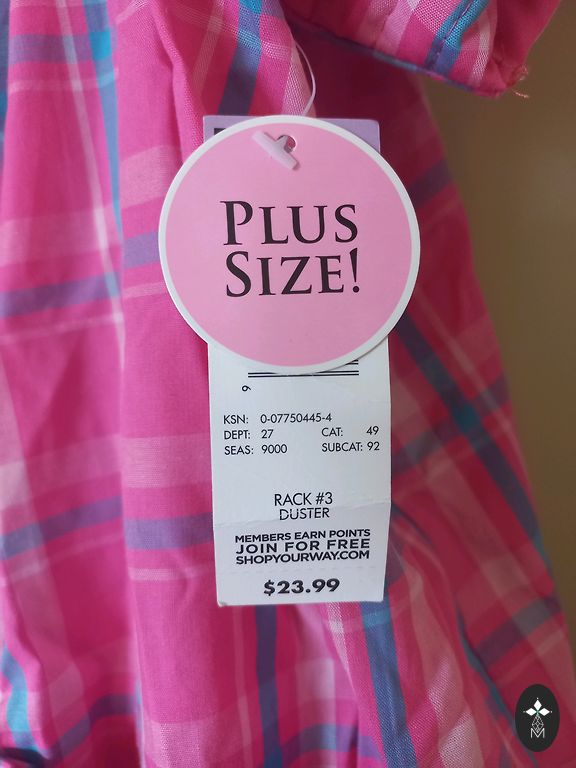 PLUS
SIZE!
9
KSN: 0-07750445-4
DEPT: 27 CAT: 49
SEAS: 9000 SUBCAT: 92
RACK #3
DUSTER
MEMBERS EARN POINTS
JOIN FOR FREE
SHOPYOURWAY.COM
$23.99